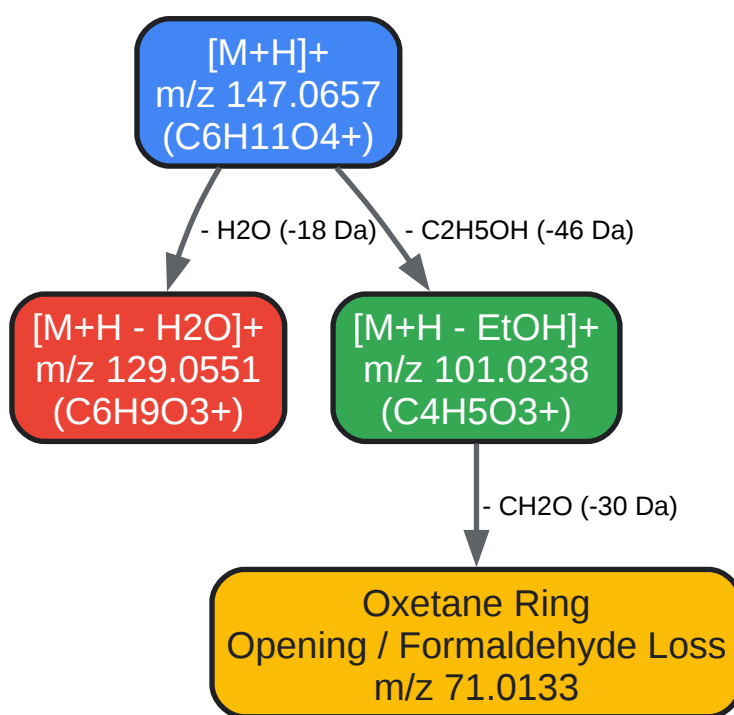 [M+H]+
m/z 147.0657
(C6H11O4+)
- H2O (-18 Da)
- C2H5OH (-46 Da)
[M+H - H2O]+
m/z 129.0551
(C6H9O3+)
[M+H - EtOH]+
m/z 101.0238
(C4H5O3+)
- CH2O (-30 Da)
Oxetane Ring
Opening / Formaldehyde Loss
m/z 71.0133